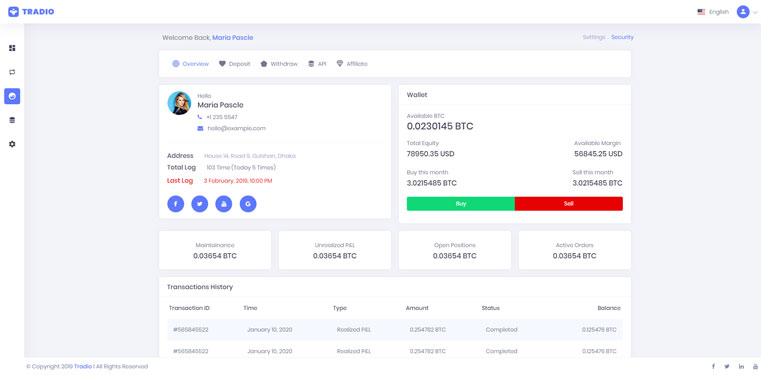 TRADIO
English
Welcome Back, Maria Pascle
Settings . Security
Overview Deposit Withdraw API Affiliate
Hello
Maria Pascle
+1 235 5547
hello@example.com
Address House 14, Road 9, Gulshan, Dhaka
Total Log 103 Time (Today 5 Times)
Last Log 3 February, 2019, 10:00 PM
Wallet
Available BTC
0.0230145 BTC
Total Equity Available Margin
78950.35 USD 56845.25 USD
Buy this month Sell this month
3.0215485 BTC 3.0215485 BTC
Buy Sell
Maintainance Unrealized P/L Open Positions Active Orders
0.03654 BTC 0.03654 BTC 0.03654 BTC 0.03654 BTC
Transactions History
Transaction ID Time Type Amount Status Balance
#565845522 January 10, 2020 Realized P/L 0.254782 BTC Completed 0.125476 BTC
#565845522 January 10, 2020 Realized P/L 0.254782 BTC Completed 0.125476 BTC
© Copyright 2019 Tradio I All Rights Reserved